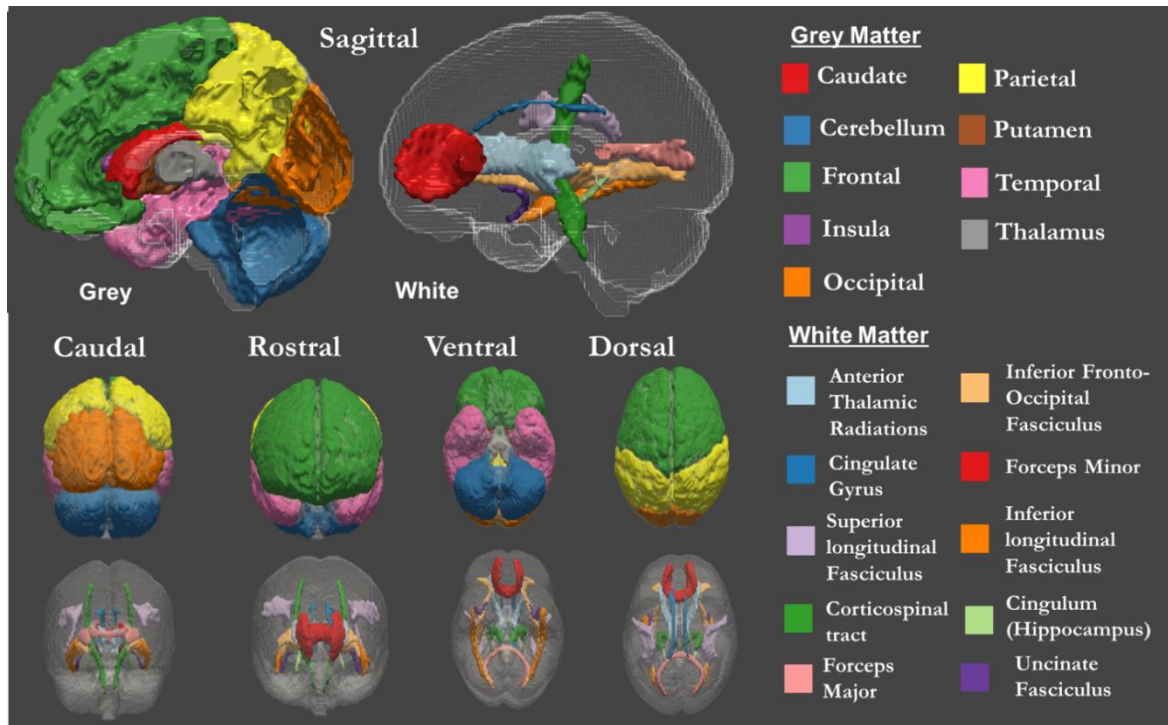 Sagittal
Grey
White
Caudal
Rostral
Ventral
Dorsal
Grey Matter
Caudate
Parietal
Cerebellum
Putamen
Frontal
Temporal
Insula
Thalamus
Occipital
White Matter
Anterior
Thalamic
Radiations
Inferior Fronto-
Occipital
Fasciculus
Cingulate
Gyrus
Forceps Minor
Superior
longitudinal
Fasciculus
Inferior
longitudinal
Fasciculus
Corticospinal
tract
Cingulum
(Hippocampus)
Forceps
Major
Uncinate
Fasciculus